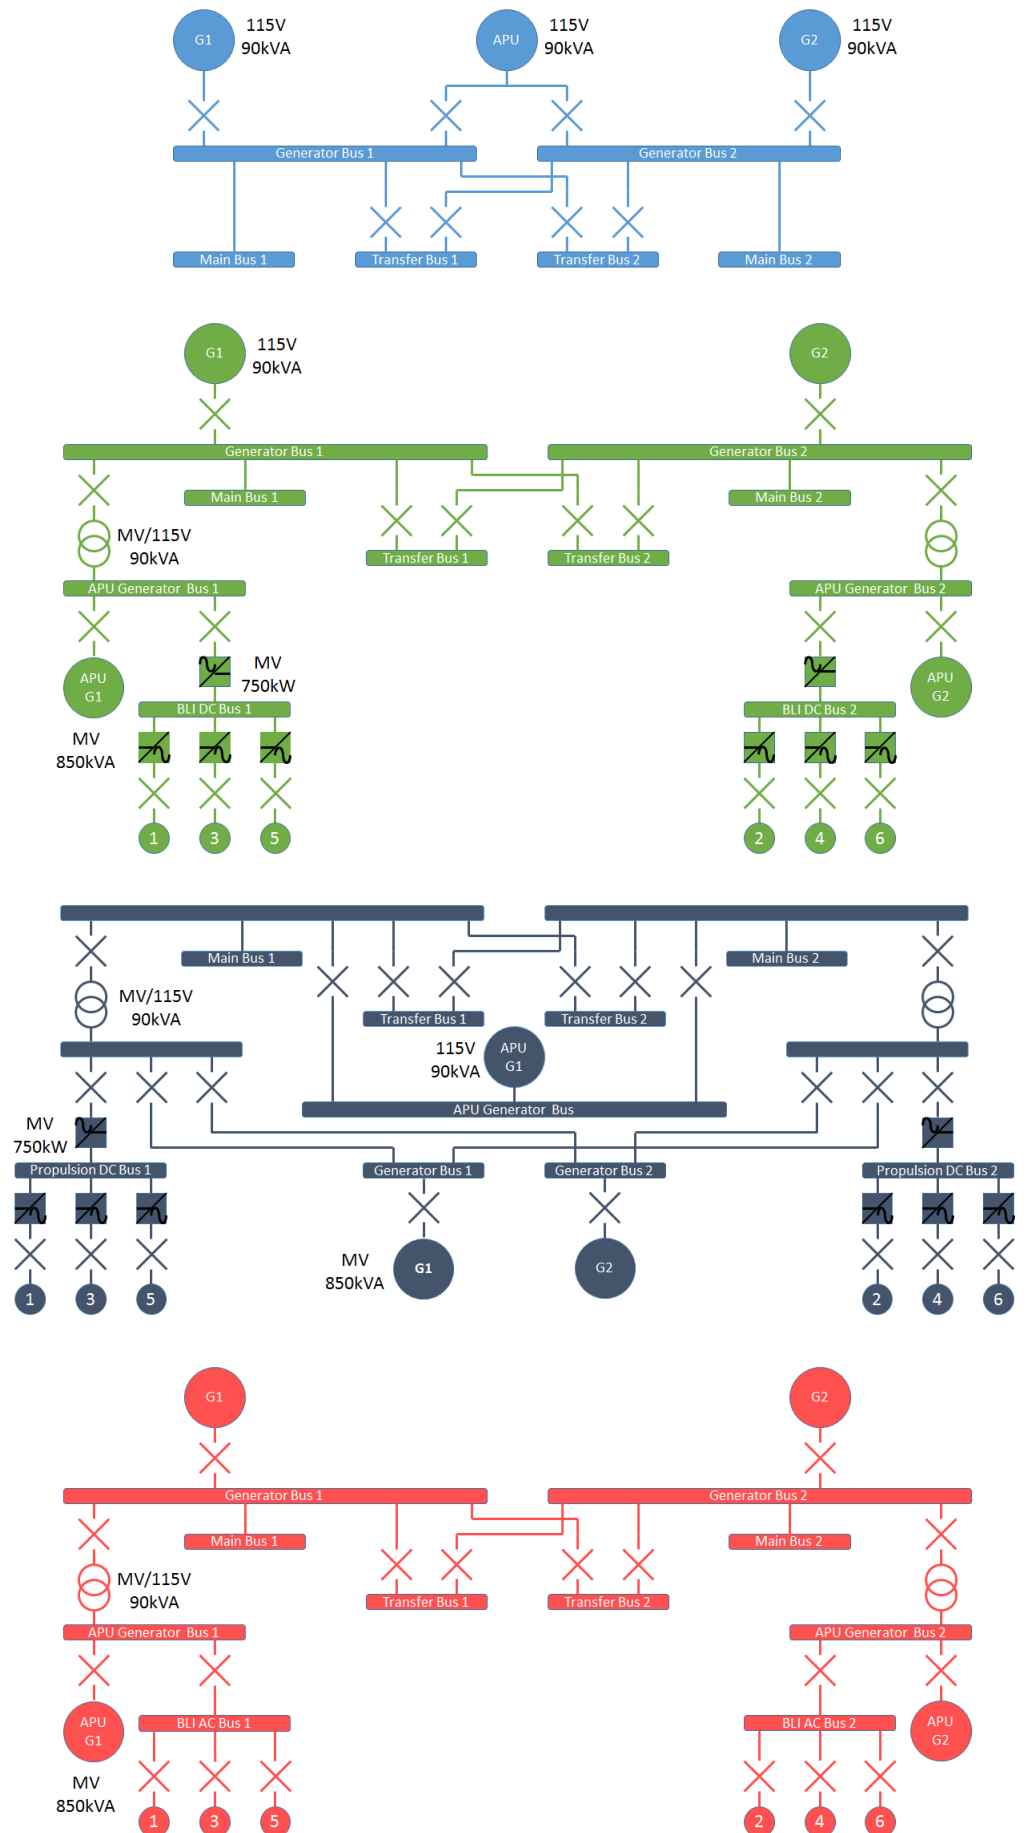 G1
115V
90kVA
APU
115V
90kVA
G2
115V
90kVA
Generator Bus 1
Generator Bus 2
Main Bus 1
Transfer Bus 1
Transfer Bus 2
Main Bus 2
G1
115V
90kVA
G2
Generator Bus 1
Generator Bus 2
Main Bus 1
Main Bus 2
MV/115V
90kVA
Transfer Bus 1
Transfer Bus 2
APU Generator Bus 1
APU Generator Bus 2
APU
G1
MV
750kW
APU
G2
BLI DC Bus 1
BLI DC Bus 2
MV
850kVA
1
3
5
2
4
6
Main Bus 1
Main Bus 2
MV/115V
90kVA
Transfer Bus 1
Transfer Bus 2
115V
90kVA
APU
G1
APU Generator Bus
MV
750kW
Propulsion DC Bus 1
Generator Bus 1
Generator Bus 2
Propulsion DC Bus 2
MV
850kVA
G1
G2
1
3
5
2
4
6
G1
G2
Generator Bus 1
Generator Bus 2
Main Bus 1
Main Bus 2
MV/115V
90kVA
Transfer Bus 1
Transfer Bus 2
APU Generator Bus 1
APU Generator Bus 2
APU
G1
BLI AC Bus 1
BLI AC Bus 2
APU
G2
MV
850kVA
1
3
5
2
4
6